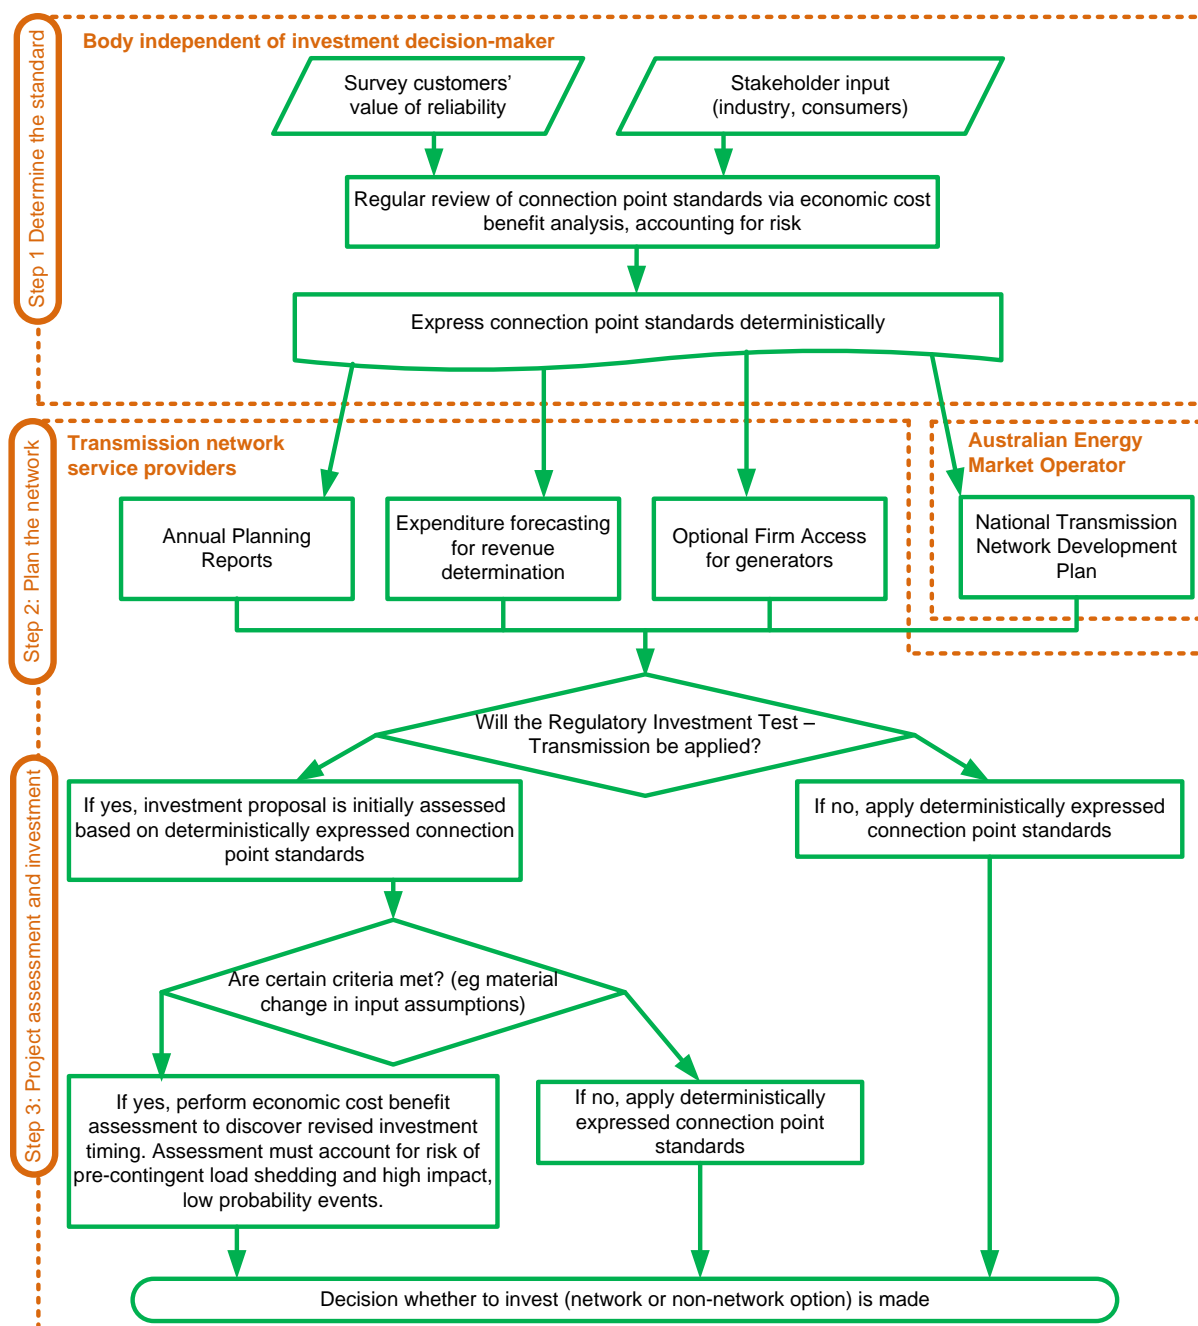 Step 1 Determine the standard
Body independent of investment decision-maker
Survey customers’
value of reliability
Stakeholder input
(industry, consumers)
Regular review of connection point standards via economic cost
benefit analysis, accounting for risk
Express connection point standards deterministically
Step 2: Plan the network
Transmission network
service providers
Australian Energy
Market Operator
Annual Planning
Reports
Expenditure forecasting
for revenue
determination
Optional Firm Access
for generators
National Transmission
Network Development
Plan
Step 3: Project assessment and investment
Will the Regulatory Investment Test –
Transmission be applied?
If yes, investment proposal is initially assessed
based on deterministically expressed connection
point standards
If no, apply deterministically expressed
connection point standards
Are certain criteria met? (eg material
change in input assumptions)
If yes, perform economic cost benefit
assessment to discover revised investment
timing. Assessment must account for risk of
pre-contingent load shedding and high impact,
low probability events.
If no, apply deterministically
expressed connection point
standards
Decision whether to invest (network or non-network option) is made